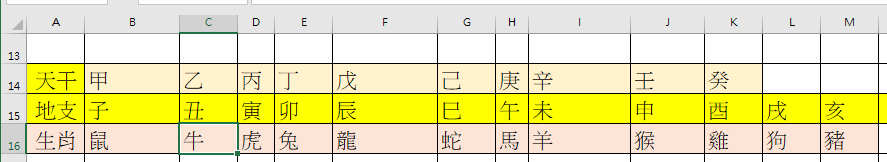 A B C D E F G H I J K L M
13
14 天干 甲 乙 丙 丁 戊 己 庚 辛 壬 癸
15 地支 子 丑 寅 卯 辰 巳 午 未 申 酉 戌 亥
16 生肖 鼠 牛 虎 兔 龍 蛇 馬 羊 猴 雞 狗 豬